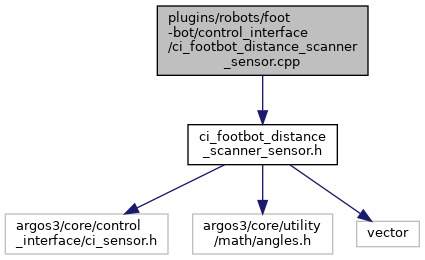 plugins/robots/foot
-bot/control_interface
/ci_footbot_distance_scanner
_sensor.cpp
ci_footbot_distance
_scanner_sensor.h
argos3/core/control
_interface/ci_sensor.h
argos3/core/utility
/math/angles.h
vector